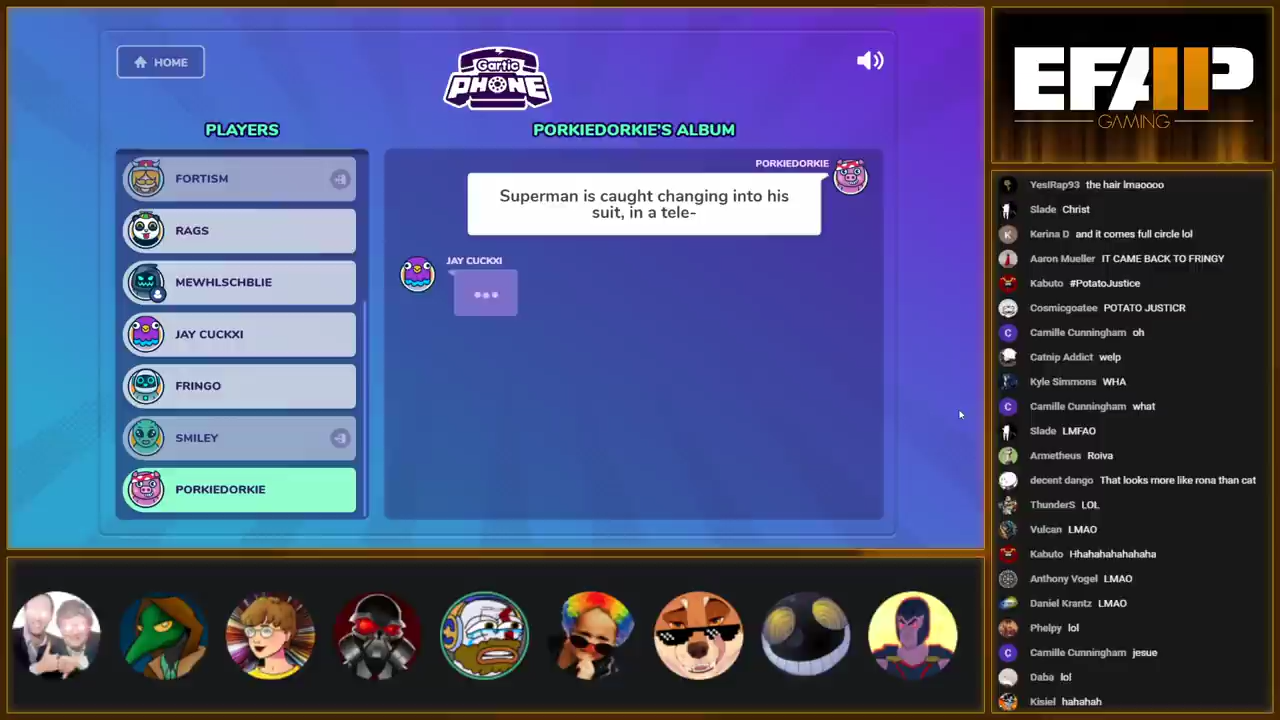 HOME
Gartic
PHONE
PLAYERS
FORTISM
RAGS
MEWHLSCHBLIE
JAY CUCKXI
FRINGO
SMILEY
PORKIEDORKIE
PORKIEDORKIE'S ALBUM
PORKIEDORKIE
Superman is caught changing into his
suit, in a tele-
JAY CUCKXI
EFAP
GAMING
YesIRap93 the hair lmaoooo
Slade Christ
K
Kerina D and it comes full circle lol
Aaron Mueller IT CAME BACK TO FRINGY
Kabuto #PotatoJustice
Cosmicgoatee POTATO JUSTICR
C
Camille Cunningham oh
Catnip Addict welp
Kyle Simmons WHA
C
Camille Cunningham what
Slade LMFAO
Armetheus Roiva
decent dango That looks more like rona than cat
ThunderS LOL
Vulcan LMAO
Kabuto Hhahahahahahaha
Anthony Vogel LMAO
Daniel Krantz LMAO
Phelpy lol
C
Camille Cunningham jesue
Daba lol
Kisiel hahahah